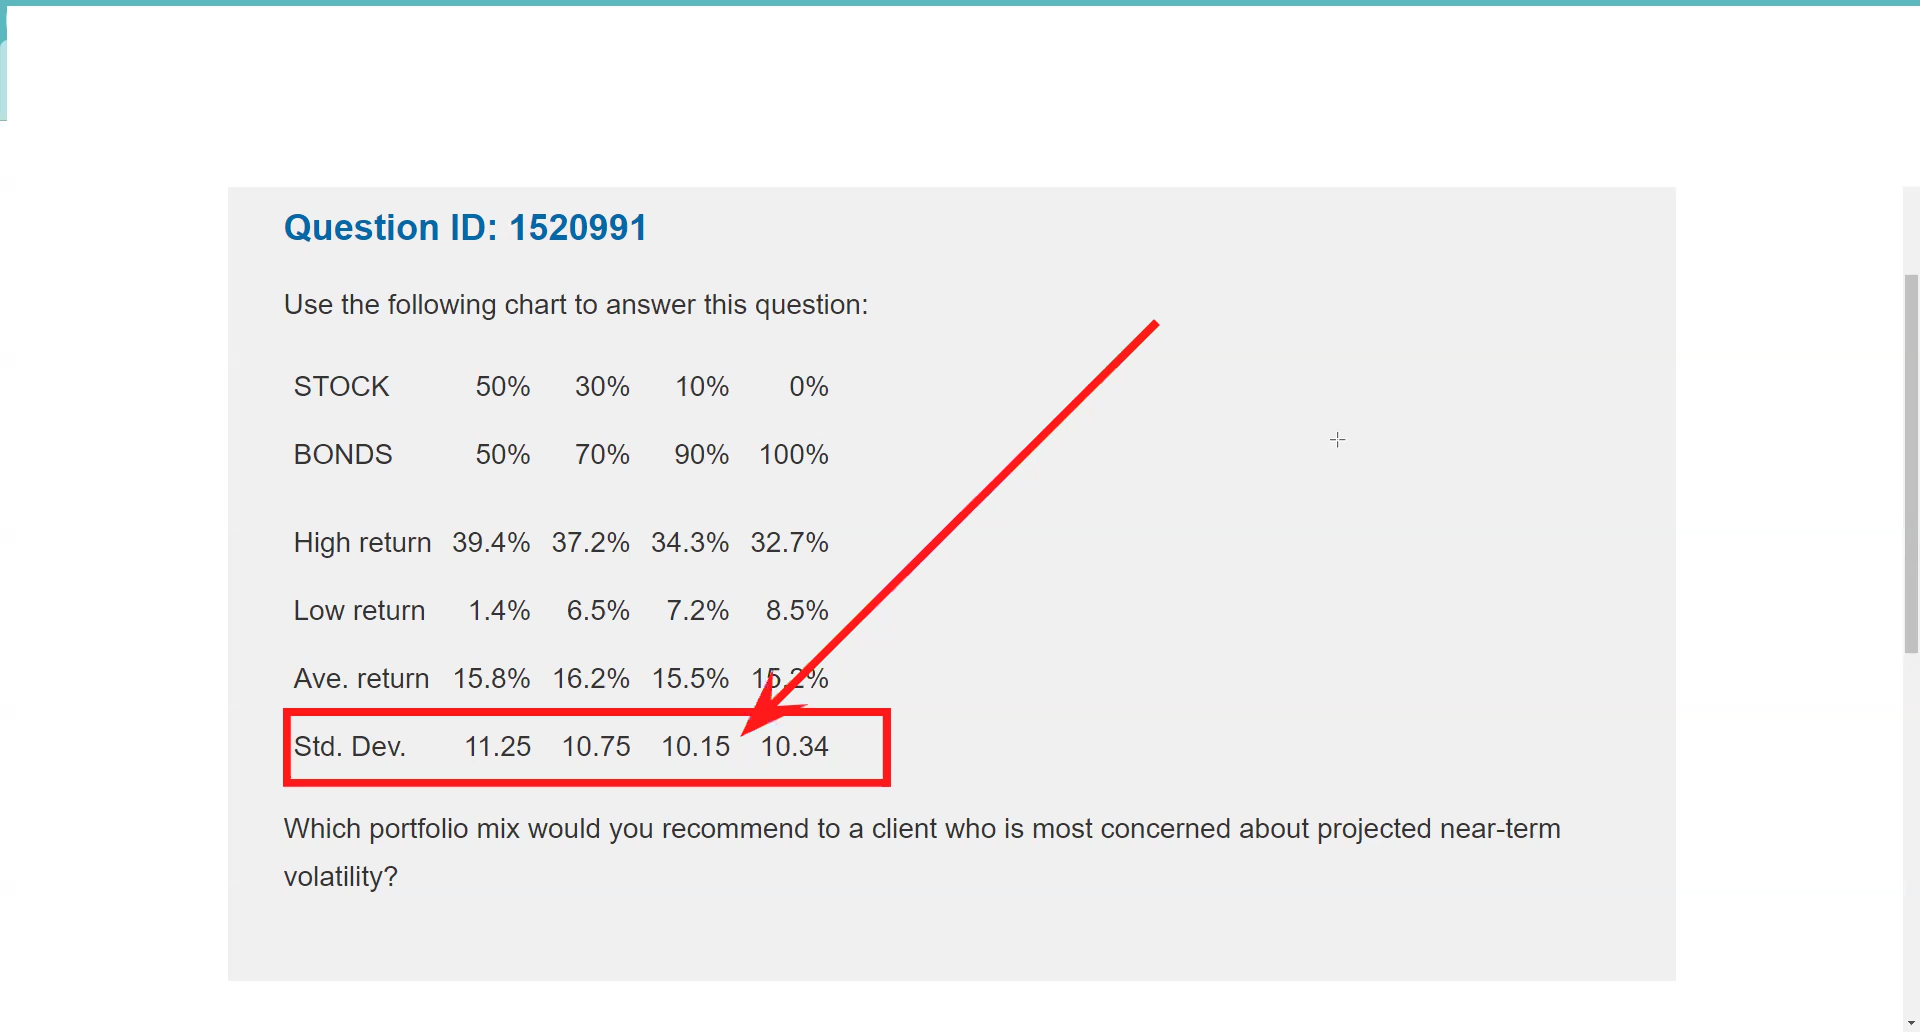 Question ID: 1520991
Use the following chart to answer this question:
STOCK 50% 30% 10% 0%
BONDS 50% 70% 90% 100%
High return 39.4% 37.2% 34.3% 32.7%
Low return 1.4% 6.5% 7.2% 8.5%
Ave. return 15.8% 16.2% 15.5% 15.2%
Std. Dev. 11.25 10.75 10.15 10.34
Which portfolio mix would you recommend to a client who is most concerned about projected near-term
volatility?